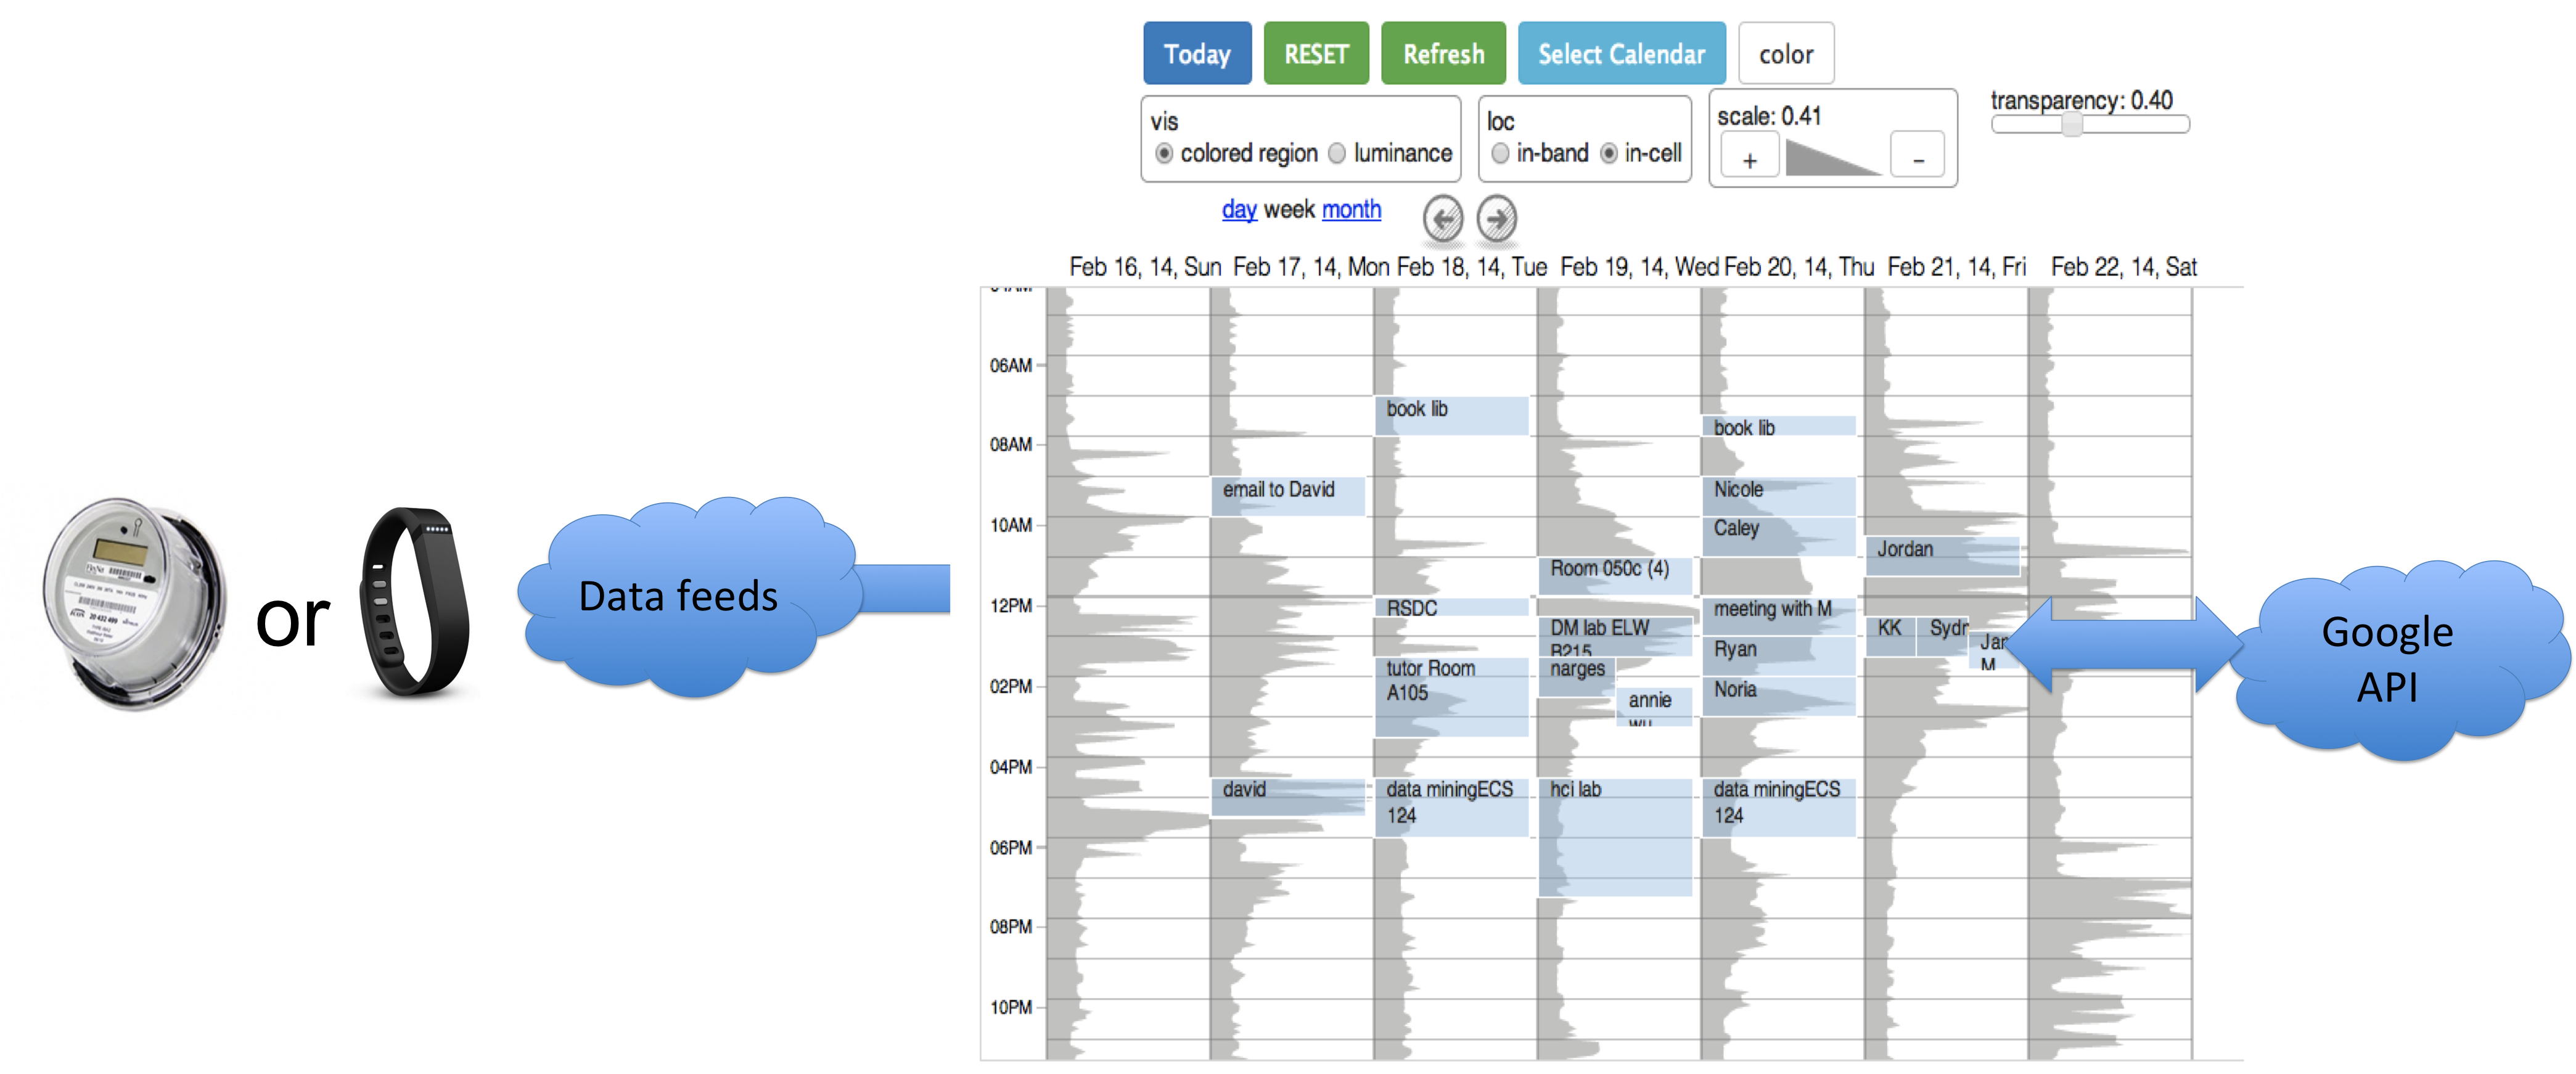 Today RESET Refresh Select Calendar color
vis
colored region luminance
loc
in-band in-cell
scale: 0.41
+ -
transparency: 0.40
day week month
Feb 16, 14, Sun Feb 17, 14, Mon Feb 18, 14, Tue Feb 19, 14, Wed Feb 20, 14, Thu Feb 21, 14, Fri Feb 22, 14, Sat
06AM
08AM
10AM
12PM
02PM
04PM
06PM
08PM
10PM
email to David
david
book lib
RSDC
tutor Room
A105
data miningECS
124
Room 050c (4)
DM lab ELW
B215
narges
annie
wu
hci lab
book lib
Nicole
Caley
meeting with M
Ryan
Noria
data miningECS
124
Jordan
KK
Sydr
Jar
M
or
Data feeds
Google
API